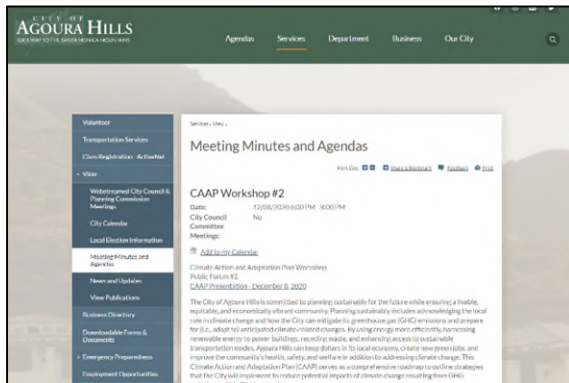 CITY OF
AGOURA HILLS
GATEWAY TO THE SANTA MONICA MOUNTAINS
Agendas Services Department Business Our City
Volunteer
Transportation Services
Class Registration - ActiveNet
View
Webstreamed City Council &
Planning Commission
Meetings
City Calendar
Local Election Information
Meeting Minutes and
Agendas
News and Updates
View Publications
Business Directory
Downloadable Forms &
Documents
Emergency Preparedness
Employment Opportunities
Services › View ›
Meeting Minutes and Agendas
Font Size: Share & Bookmark Feedback Print
CAAP Workshop #2
Date: 12/08/2020 6:00 PM - 8:00 PM
City Council No
Committee
Meetings:
Add to my Calendar
Climate Action and Adaptation Plan Workshop
Public Forum #2
CAAP Presentation - December 8, 2020
The City of Agoura Hills is committed to planning sustainably for the future while ensuring a livable,
equitable, and economically vibrant community. Planning sustainably includes acknowledging the local
role in climate change and how the City can mitigate its greenhouse gas (GHG) emissions and prepare
for (i.e., adapt to) anticipated climate-related changes. By using energy more efficiently, harnessing
renewable energy to power buildings, recycling waste, and enhancing access to sustainable
transportation modes, Agoura Hills can keep dollars in its local economy, create new green jobs, and
improve the community's health, safety, and welfare in addition to addressing climate change. This
Climate Action and Adaptation Plan (CAAP) serves as a comprehensive roadmap to outline strategies
that the City will implement to reduce potential impacts of climate change resulting from GHG